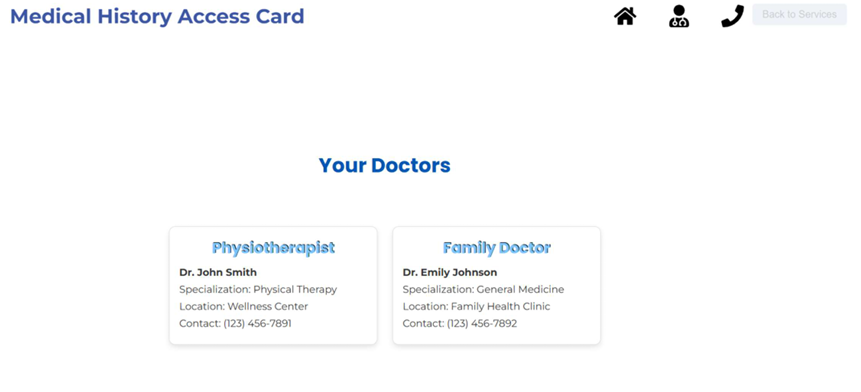 Medical History Access Card
Back to Services
Your Doctors
Physiotherapist
Dr. John Smith
Specialization: Physical Therapy
Location: Wellness Center
Contact: (123) 456-7891
Family Doctor
Dr. Emily Johnson
Specialization: General Medicine
Location: Family Health Clinic
Contact: (123) 456-7892